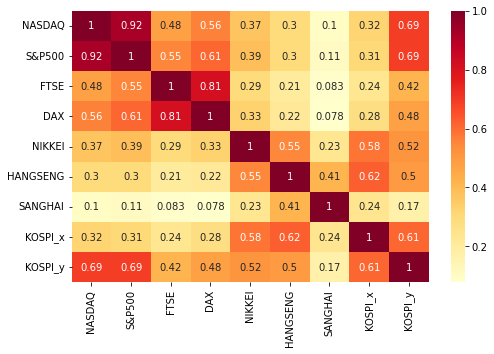 NASDAQ 1 0.92 0.48 0.56 0.37 0.3 0.1 0.32 0.69
S&P500 0.92 1 0.55 0.61 0.39 0.3 0.11 0.31 0.69
FTSE 0.48 0.55 1 0.81 0.29 0.21 0.083 0.24 0.42
DAX 0.56 0.61 0.81 1 0.33 0.22 0.078 0.28 0.48
NIKKEI 0.37 0.39 0.29 0.33 1 0.55 0.23 0.58 0.52
HANGSENG 0.3 0.3 0.21 0.22 0.55 1 0.41 0.62 0.5
SANGHAI 0.1 0.11 0.083 0.078 0.23 0.41 1 0.24 0.17
KOSPI_x 0.32 0.31 0.24 0.28 0.58 0.62 0.24 1 0.61
KOSPI_y 0.69 0.69 0.42 0.48 0.52 0.5 0.17 0.61 1
NASDAQ S&P500 FTSE DAX NIKKEI HANGSENG SANGHAI KOSPI_x KOSPI_y
1.0
0.8
0.6
0.4
0.2